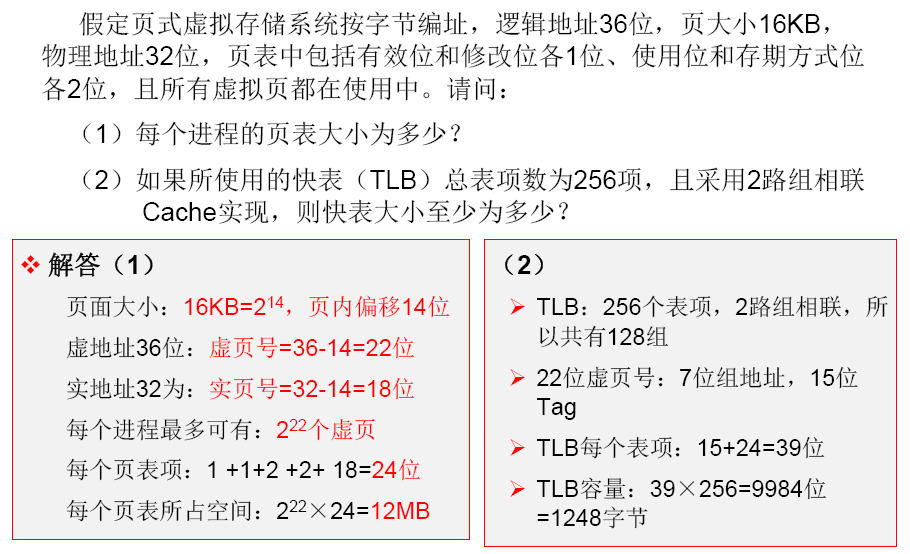 假定页式虚拟存储系统按字节编址，逻辑地址36位，页大小16KB，
物理地址32位，页表中包括有效位和修改位各1位、使用位和存期方式位
各2位，且所有虚拟页都在使用中。请问：
（1）每个进程的页表大小为多少？
（2）如果所使用的快表（TLB）总表项数为256项，且采用2路组相联
Cache实现，则快表大小至少为多少？
❖ 解答（1）
页面大小：16KB=2¹⁴，页内偏移14位
虚地址36位：虚页号=36-14=22位
实地址32为：实页号=32-14=18位
每个进程最多可有：2²²个虚页
每个页表项：1 +1+2 +2+ 18=24位
每个页表所占空间：2²²×24=12MB
（2）
➢ TLB：256个表项，2路组相联，所
以共有128组
➢ 22位虚页号：7位组地址，15位
Tag
➢ TLB每个表项：15+24=39位
➢ TLB容量：39×256=9984位
=1248字节